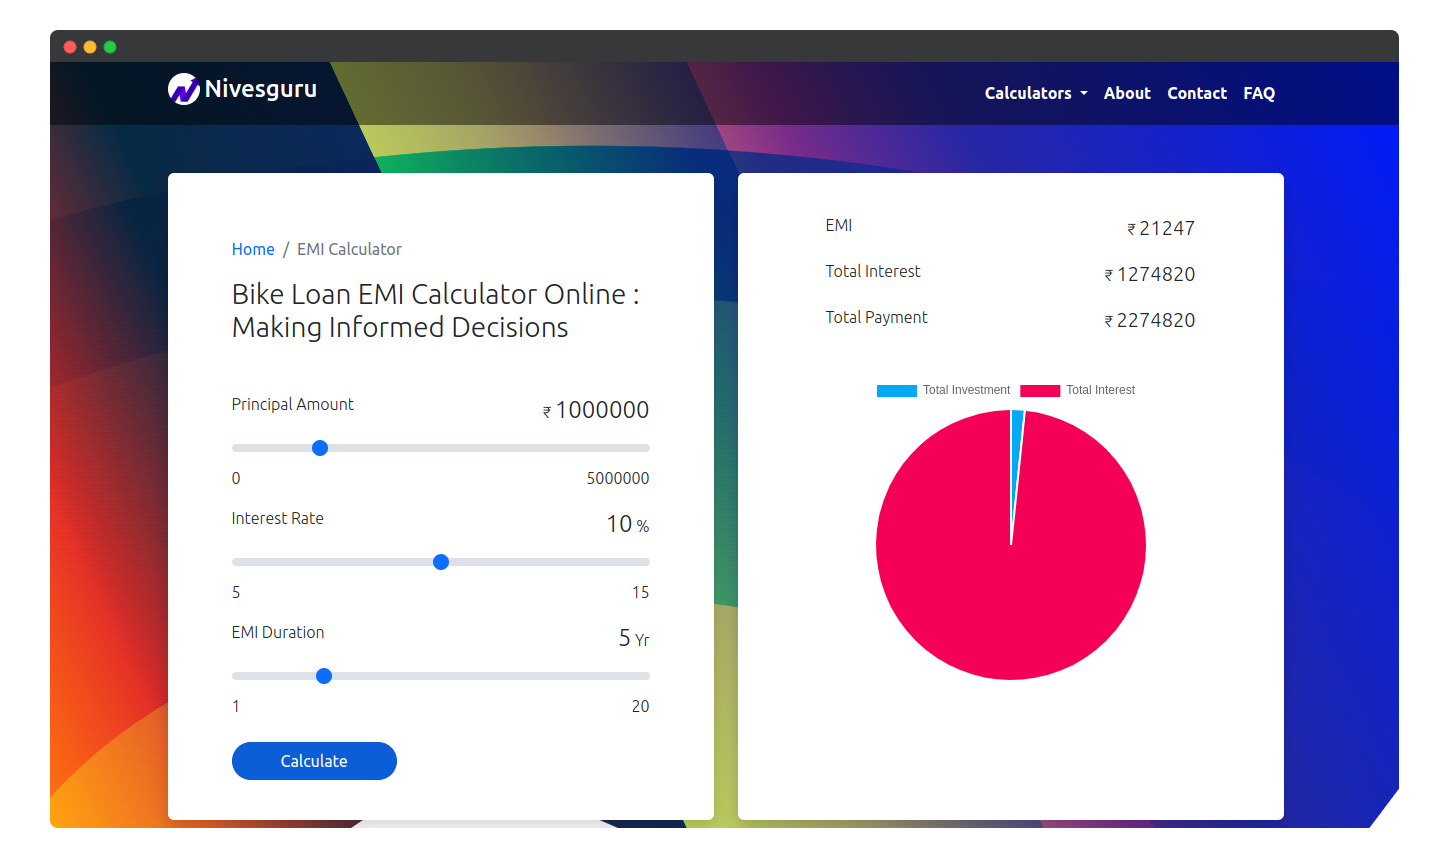 Nivesguru
Calculators About Contact FAQ
Home / EMI Calculator
Bike Loan EMI Calculator Online :
Making Informed Decisions
Principal Amount ₹ 1000000
0 5000000
Interest Rate 10 %
5 15
EMI Duration 5 Yr
1 20
Calculate
EMI ₹ 21247
Total Interest ₹ 1274820
Total Payment ₹ 2274820
Total Investment Total Interest